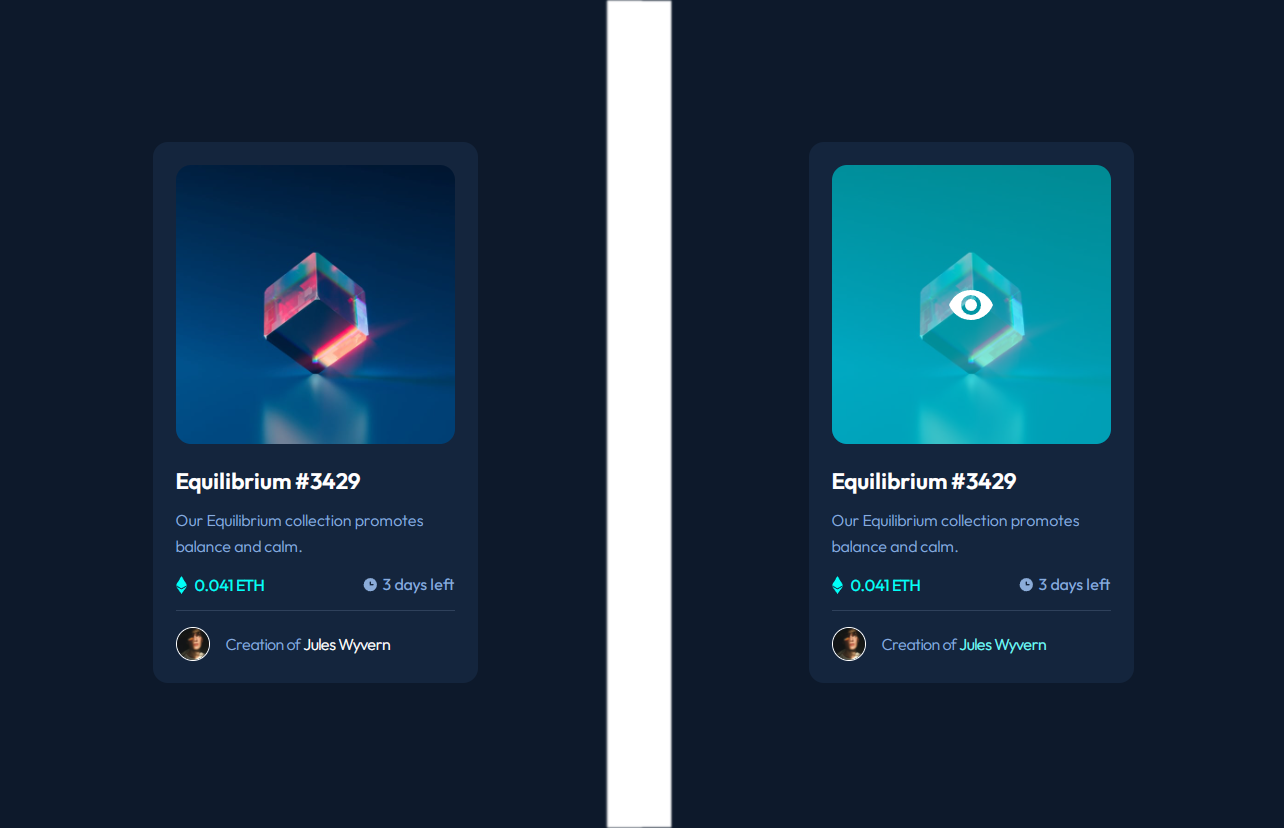 Equilibrium #3429
Our Equilibrium collection promotes
balance and calm.
0.041 ETH
3 days left
Creation of Jules Wyvern
Equilibrium #3429
Our Equilibrium collection promotes
balance and calm.
0.041 ETH
3 days left
Creation of Jules Wyvern